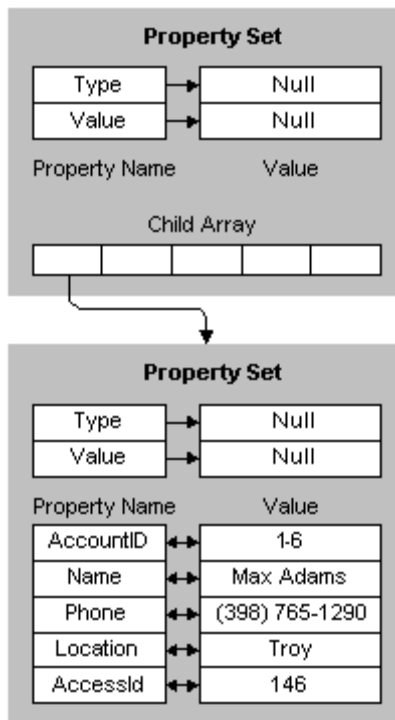 Property Set
Type Null
Value Null
Property Name Value
Child Array
Property Set
Type Null
Value Null
Property Name Value
AccountID 1-6
Name Max Adams
Phone (398) 765-1290
Location Troy
AccessId 146